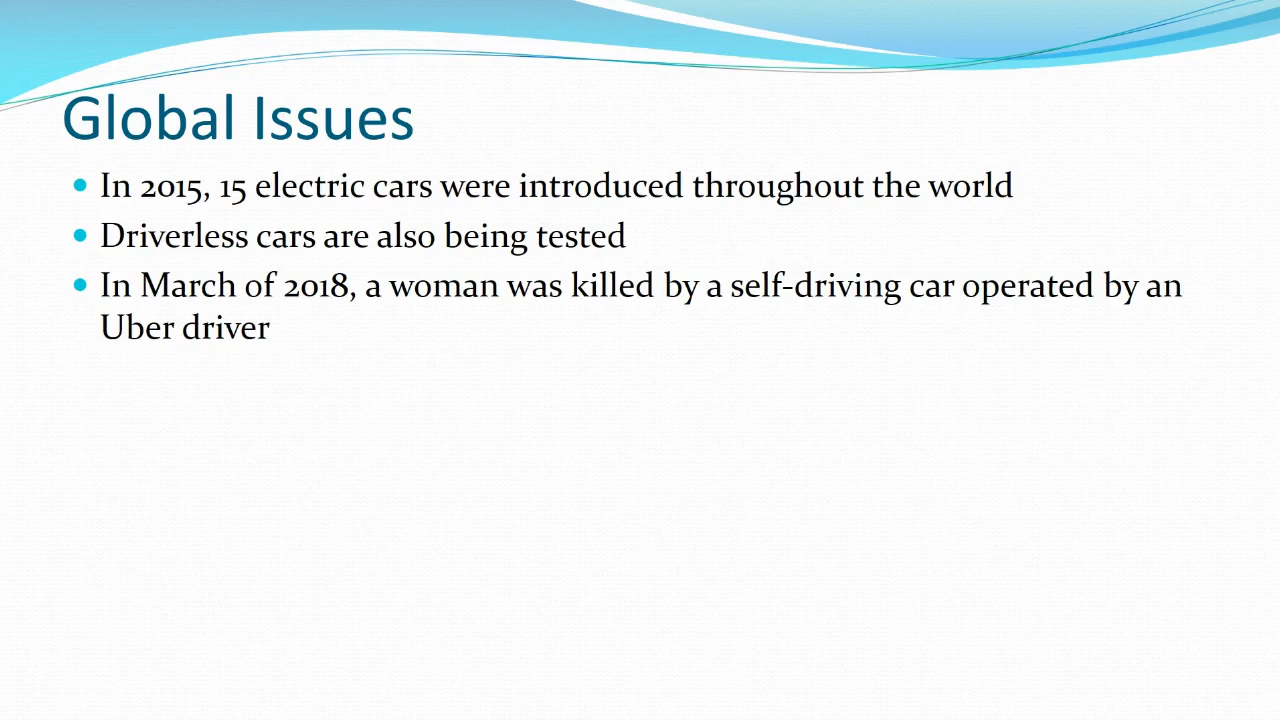 Global Issues
• In 2015, 15 electric cars were introduced throughout the world
• Driverless cars are also being tested
• In March of 2018, a woman was killed by a self-driving car operated by an
Uber driver